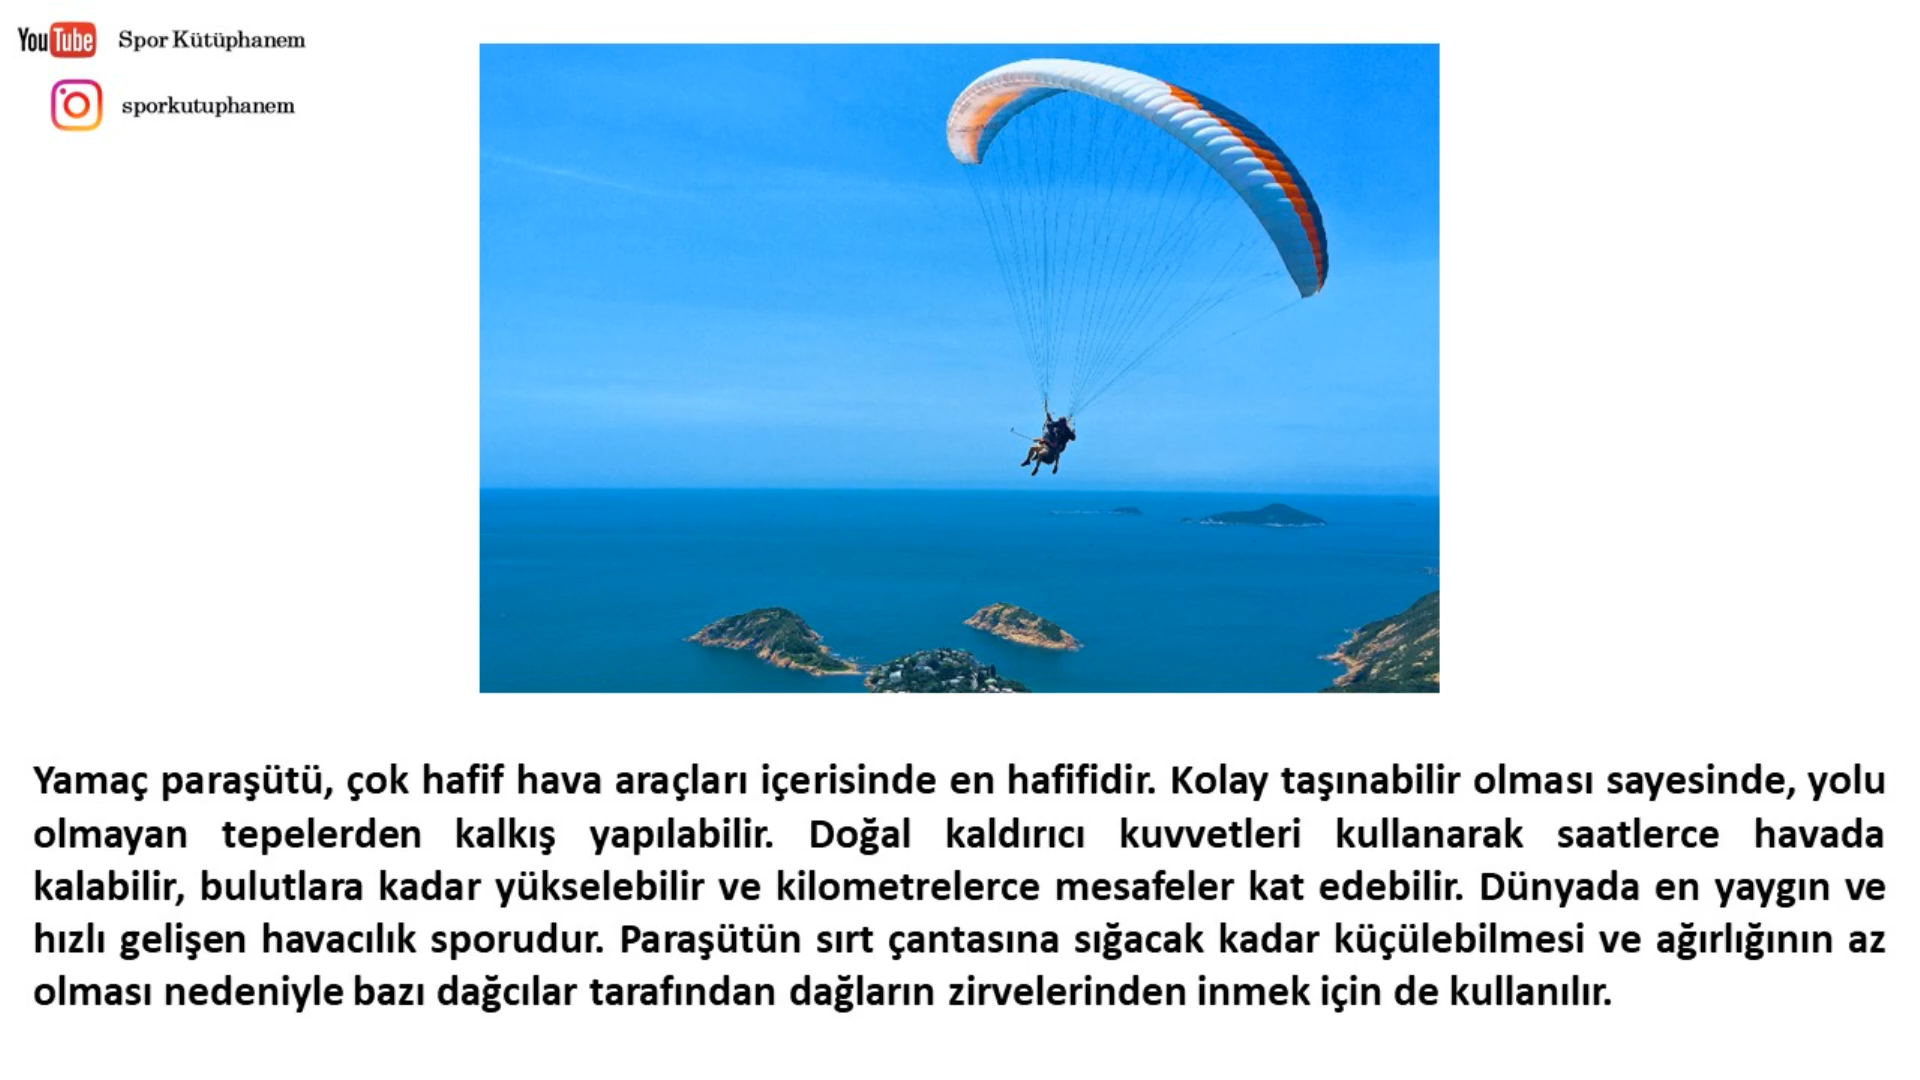 YouTube Spor Kütüphanem
sporkutuphanem
Yamaç paraşütü, çok hafif hava araçları içerisinde en hafifidir. Kolay taşınabilir olması sayesinde, yolu
olmayan tepelerden kalkış yapılabilir. Doğal kaldırıcı kuvvetleri kullanarak saatlerce havada
kalabilir, bulutlara kadar yükselebilir ve kilometrelerce mesafeler kat edebilir. Dünyada en yaygın ve
hızlı gelişen havacılık sporudur. Paraşütün sırt çantasına sığacak kadar küçülebilmesi ve ağırlığının az
olması nedeniyle bazı dağcılar tarafından dağların zirvelerinden inmek için de kullanılır.